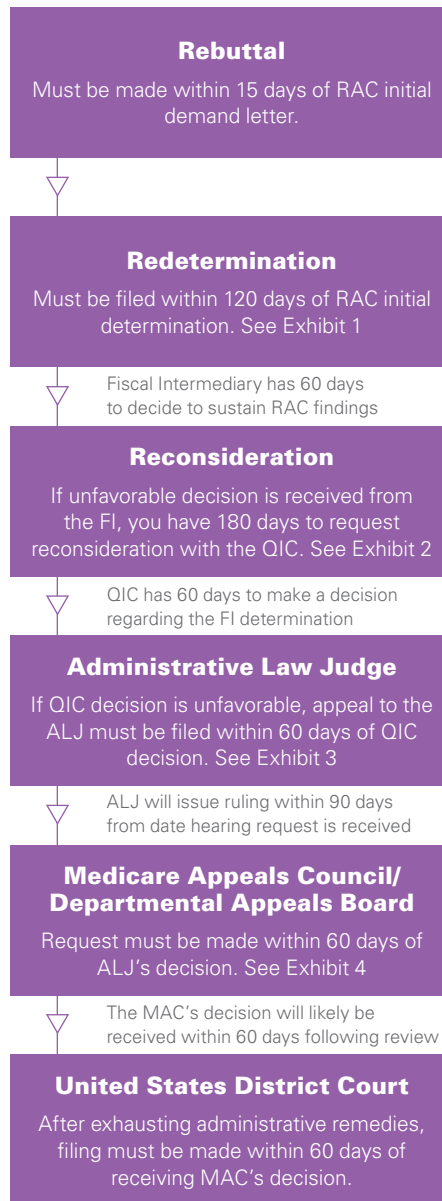 Rebuttal
Must be made within 15 days of RAC initial
demand letter.
Redetermination
Must be filed within 120 days of RAC initial
determination. See Exhibit 1
Fiscal Intermediary has 60 days
to decide to sustain RAC findings
Reconsideration
If unfavorable decision is received from
the FI, you have 180 days to request
reconsideration with the QIC. See Exhibit 2
QIC has 60 days to make a decision
regarding the FI determination
Administrative Law Judge
If QIC decision is unfavorable, appeal to the
ALJ must be filed within 60 days of QIC
decision. See Exhibit 3
ALJ will issue ruling within 90 days
from date hearing request is received
Medicare Appeals Council/
Departmental Appeals Board
Request must be made within 60 days of
ALJ's decision. See Exhibit 4
The MAC's decision will likely be
received within 60 days following review
United States District Court
After exhausting administrative remedies,
filing must be made within 60 days of
receiving MAC's decision.